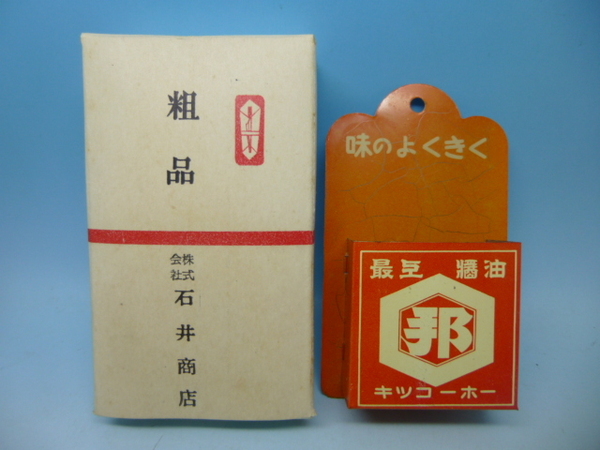 粗品
株式会社
石井商店
味のよくきく
最上 醤油
邦
キツコーホー